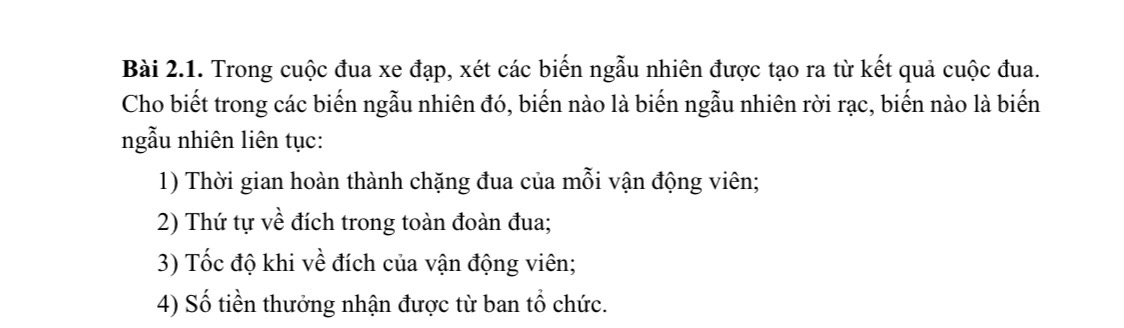 Bài 2.1. Trong cuộc đua xe đạp, xét các biến ngẫu nhiên được tạo ra từ kết quả cuộc đua.
Cho biết trong các biến ngẫu nhiên đó, biến nào là biến ngẫu nhiên rời rạc, biến nào là biến
ngẫu nhiên liên tục:
1) Thời gian hoàn thành chặng đua của mỗi vận động viên;
2) Thứ tự về đích trong toàn đoàn đua;
3) Tốc độ khi về đích của vận động viên;
4) Số tiền thưởng nhận được từ ban tổ chức.